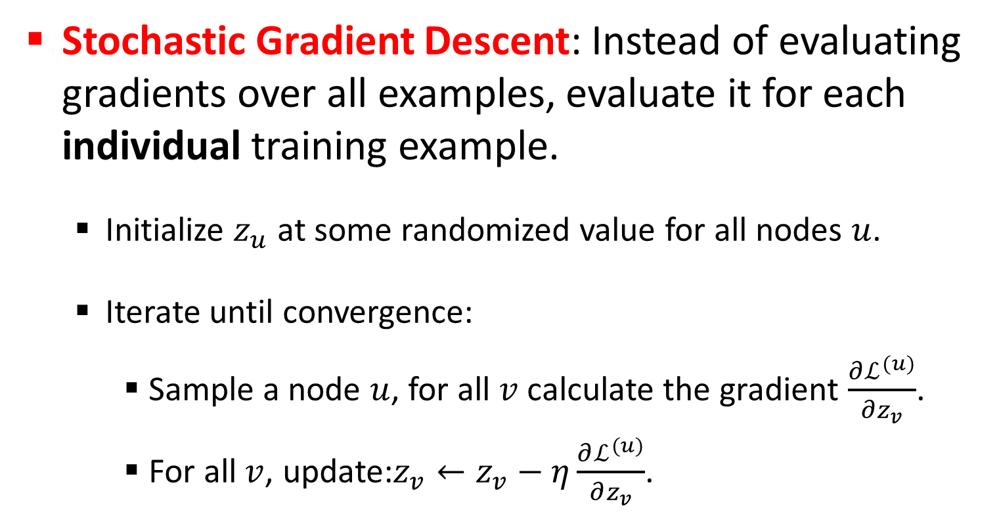 ▪ Stochastic Gradient Descent: Instead of evaluating
gradients over all examples, evaluate it for each
individual training example.
▪ Initialize $z_u$ at some randomized value for all nodes $u$.
▪ Iterate until convergence:
▪ Sample a node $u$, for all $v$ calculate the gradient $\frac{\partial \mathcal{L}^{(u)}}{\partial z_v}$.
▪ For all $v$, update:$z_v \leftarrow z_v - \eta \frac{\partial \mathcal{L}^{(u)}}{\partial z_v}$.